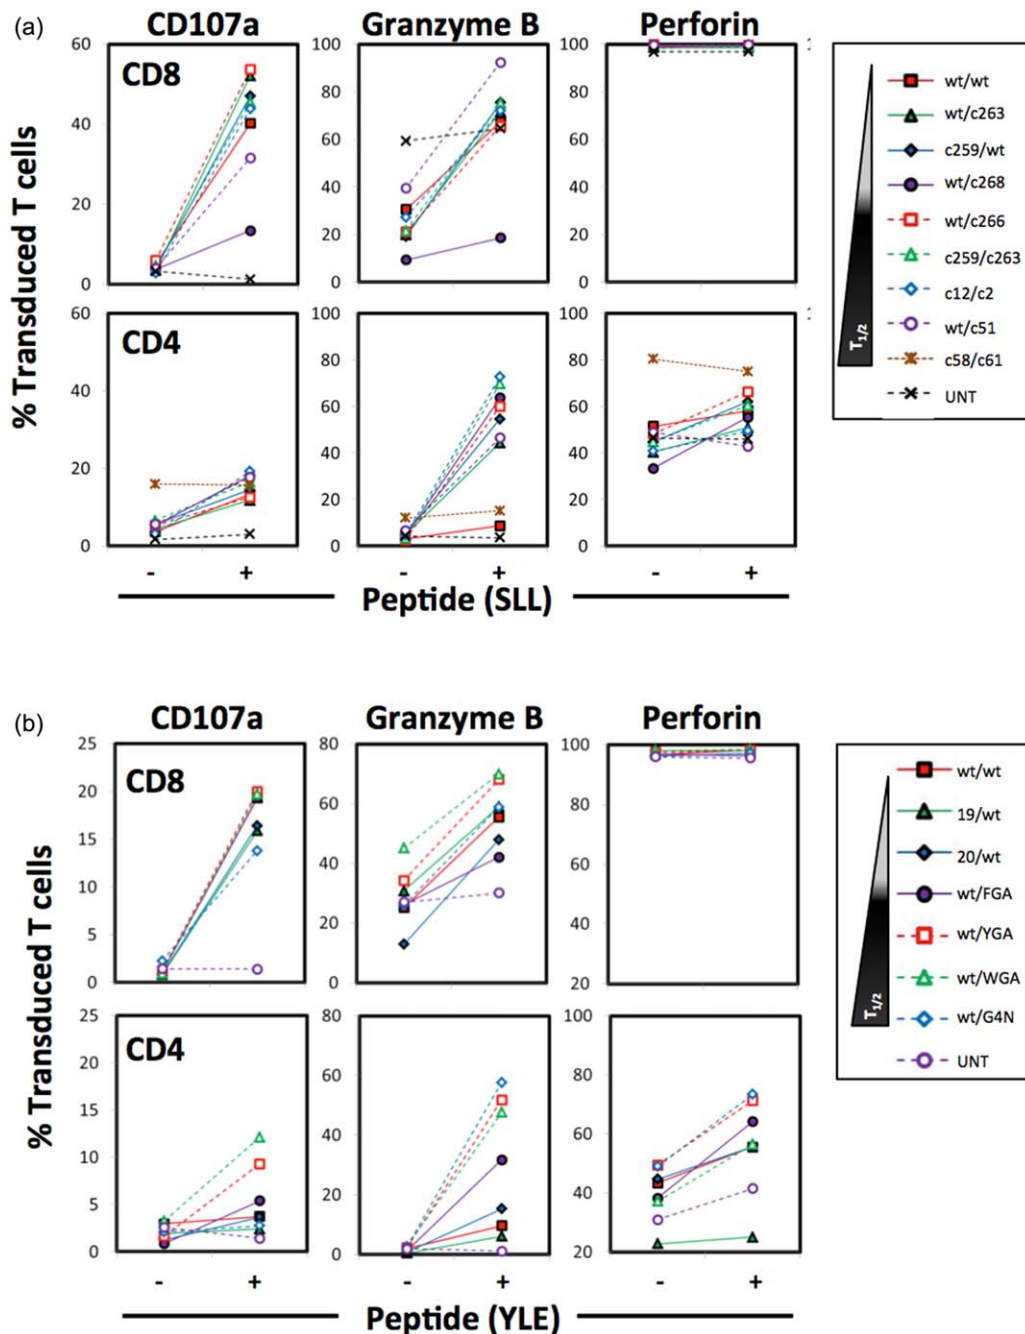 (a)
CD107a Granzyme B Perforin
CD8
60
40
20
0
100
80
60
40
20
0
100
80
60
40
20
0
CD4
60
40
20
0
100
80
60
40
20
0
100
80
60
40
20
0
% Transduced T cells
- + - + - +
Peptide (SLL)
wt/wt
wt/c263
c259/wt
wt/c268
wt/c266
c259/c263
c12/c2
wt/c51
c58/c61
UNT
T1/2
(b)
CD107a Granzyme B Perforin
CD8
25
20
15
10
5
0
80
60
40
20
0
100
80
60
40
20
CD4
25
20
15
10
5
0
80
60
40
20
0
100
80
60
40
20
% Transduced T cells
- + - + - +
Peptide (YLE)
wt/wt
19/wt
20/wt
wt/FGA
wt/YGA
wt/WGA
wt/G4N
UNT
T1/2